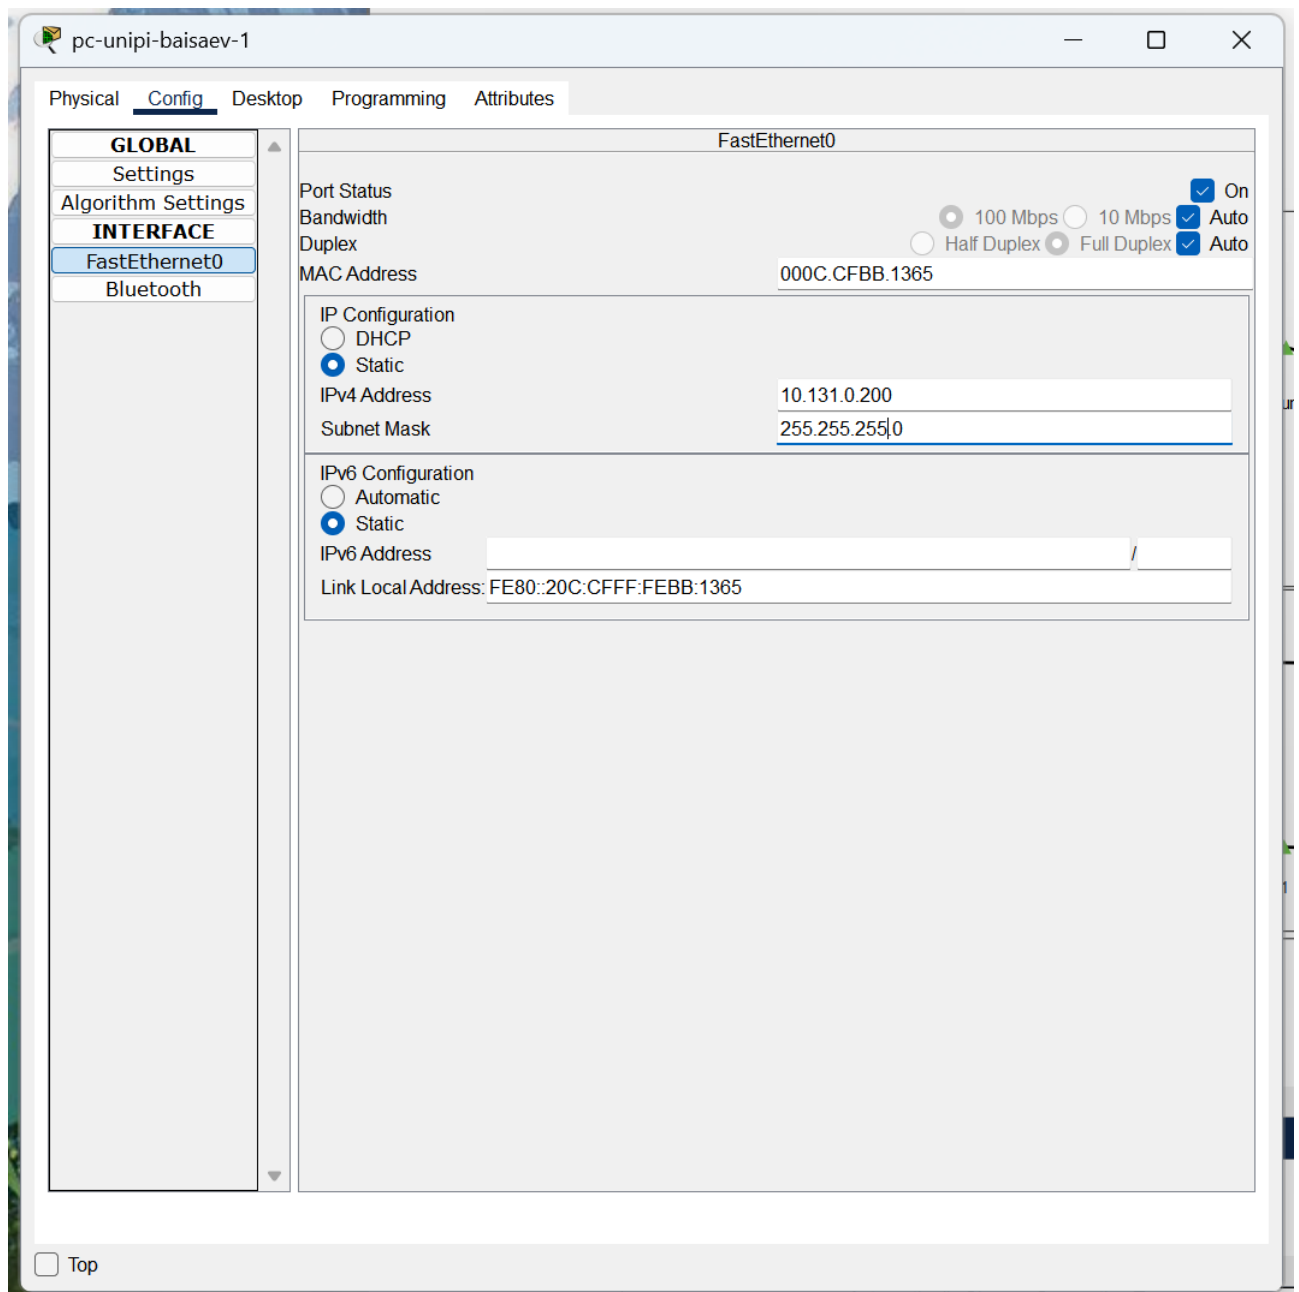 pc-unipi-baisaev-1
Physical Config Desktop Programming Attributes
GLOBAL
Settings
Algorithm Settings
INTERFACE
FastEthernet0
Bluetooth
FastEthernet0
Port Status On
Bandwidth 100 Mbps 10 Mbps Auto
Duplex Half Duplex Full Duplex Auto
MAC Address 000C.CFBB.1365
IP Configuration
DHCP
Static
IPv4 Address 10.131.0.200
Subnet Mask 255.255.255.0
IPv6 Configuration
Automatic
Static
IPv6 Address /
Link Local Address: FE80::20C:CFFF:FEBB:1365
Top